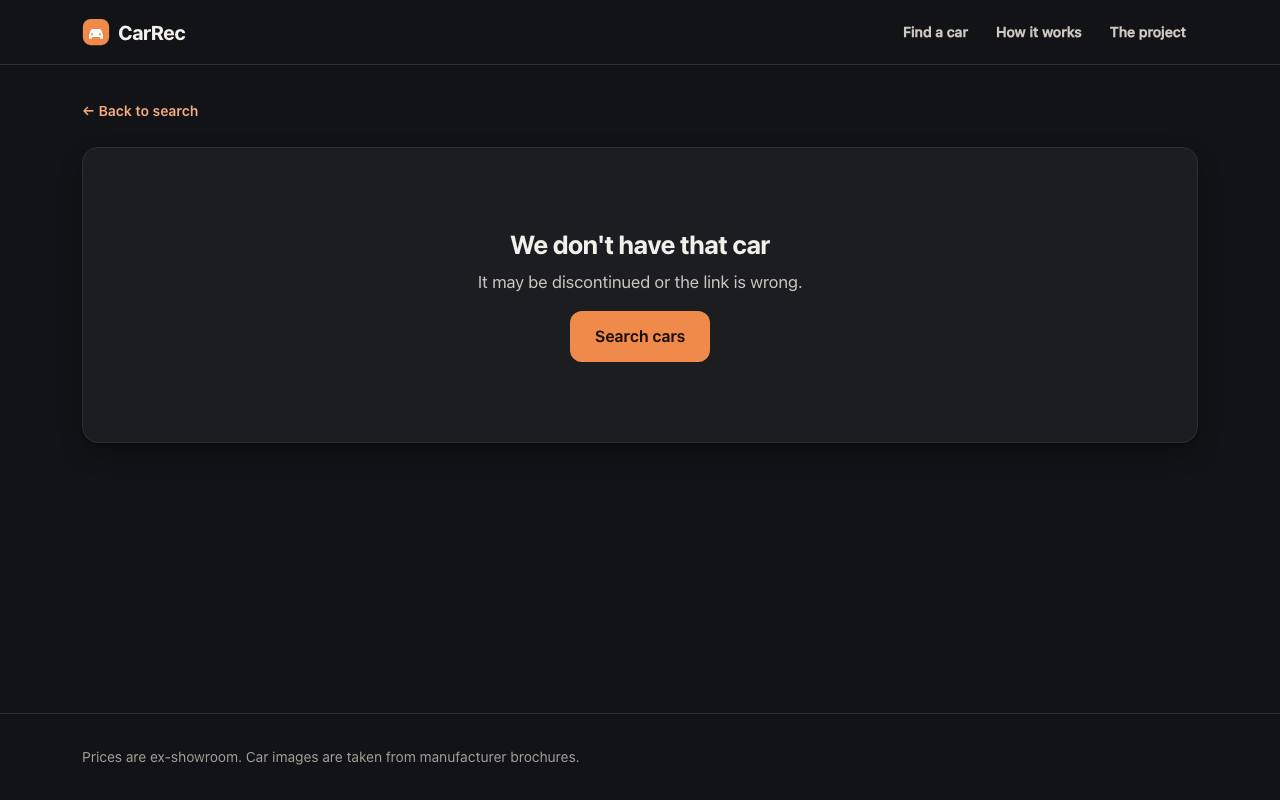 CarRec
Find a car
How it works
The project
← Back to search
We don't have that car
It may be discontinued or the link is wrong.
Search cars
Prices are ex-showroom. Car images are taken from manufacturer brochures.